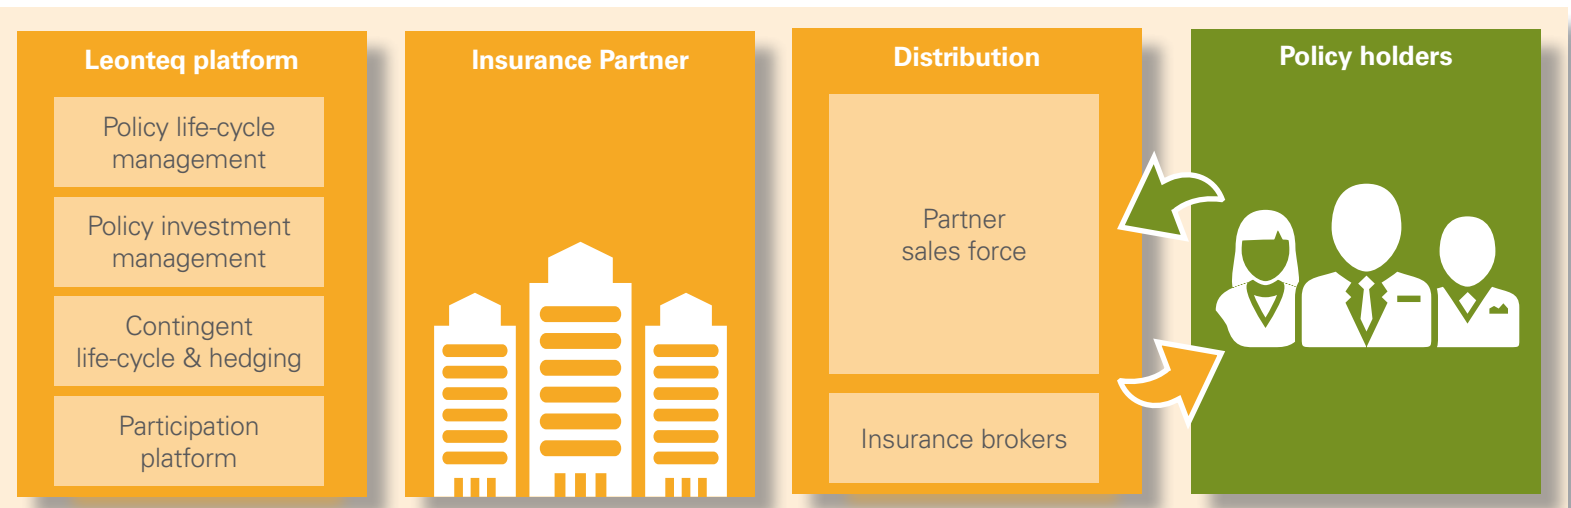 Leonteq platform
Policy life-cycle
management
Policy investment
management
Contingent
life-cycle & hedging
Participation
platform
Insurance Partner
Distribution
Partner
sales force
Insurance brokers
Policy holders